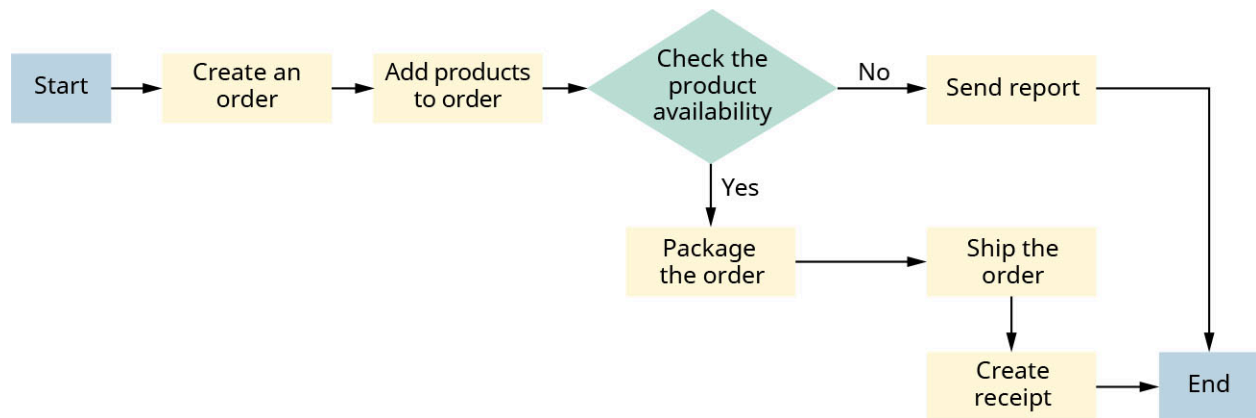 Start
Create an
order
Add products
to order
Check the
product
availability
No
Send report
Yes
Package
the order
Ship the
order
Create
receipt
End